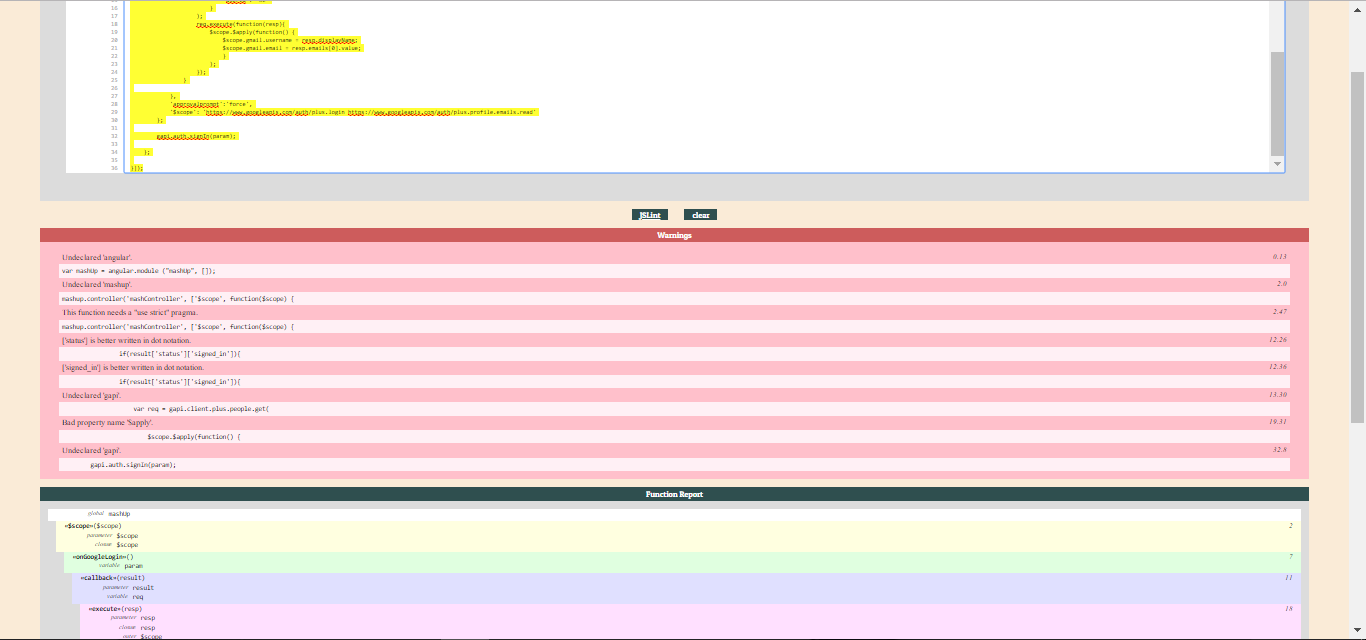 16 }
17 );
18 req.execute(function(resp){
19 $scope.$apply(function() {
20 $scope.gmail.username = resp.displayName;
21 $scope.gmail.email = resp.emails[0].value;
22 }
23 );
24 });
25 }
26
27 },
28 'approvalprompt':'force',
29 '$scope': 'https://www.googleapis.com/auth/plus.login https://www.googleapis.com/auth/plus.profile.emails.read'
30 );
31
32 gapi.auth.signIn(param);
33
34 );
35
36 }]);
JSLint clear
Warnings
Undeclared 'angular'. 0.13
var mashUp = angular.module ("mashUp", []);
Undeclared 'mashup'. 2.0
mashup.controller('mashController', ['$scope', function($scope) {
This function needs a "use strict" pragma. 2.47
mashup.controller('mashController', ['$scope', function($scope) {
['status'] is better written in dot notation. 12.26
if(result['status']['signed_in']){
['signed_in'] is better written in dot notation. 12.36
if(result['status']['signed_in']){
Undeclared 'gapi'. 13.30
var req = gapi.client.plus.people.get(
Bad property name '$apply'. 19.31
$scope.$apply(function() {
Undeclared 'gapi'. 32.8
gapi.auth.signIn(param);
Function Report
global mashUp
«$scope»($scope) 2
parameter $scope
closure $scope
«onGoogleLogin»() 7
variable param
«callback»(result) 11
parameter result
variable req
«execute»(resp) 18
parameter resp
closure resp
outer $scope